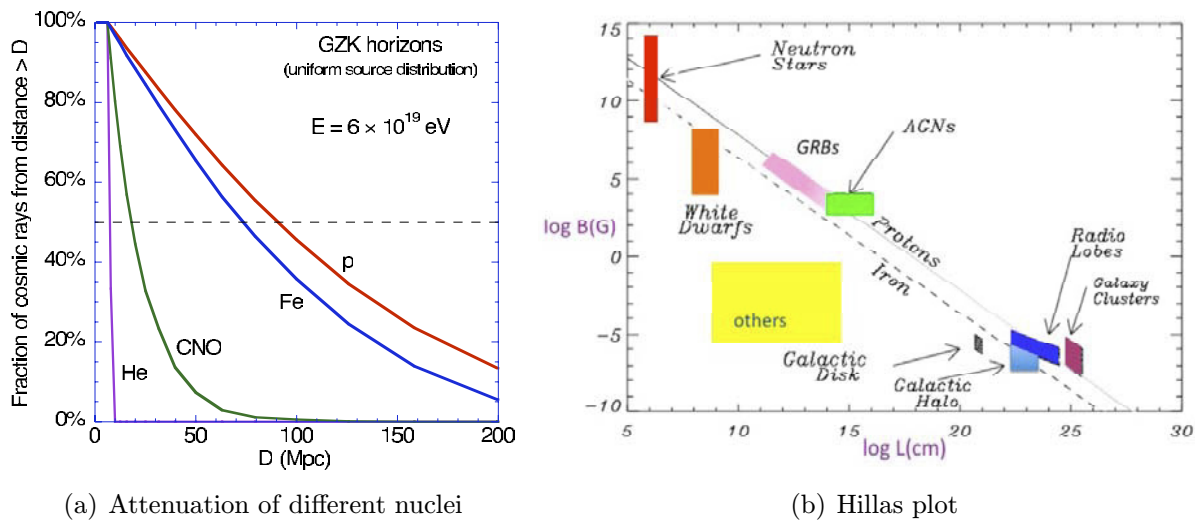 100%
80%
60%
40%
20%
0%
Fraction of cosmic rays from distance > D
GZK horizons
(uniform source distribution)
E = 6 × 10¹⁹ eV
p
Fe
CNO
He
0 50 100 150 200
D (Mpc)
(a) Attenuation of different nuclei
15
10
5
0
-5
-10
log B(G)
Neutron
Stars
GRBs
ACNs
White
Dwarfs
Protons
Iron
Radio
Lobes
Galaxy
Clusters
others
Galactic
Disk
Galactic
Halo
5 10 15 20 25 30
log L(cm)
(b) Hillas plot